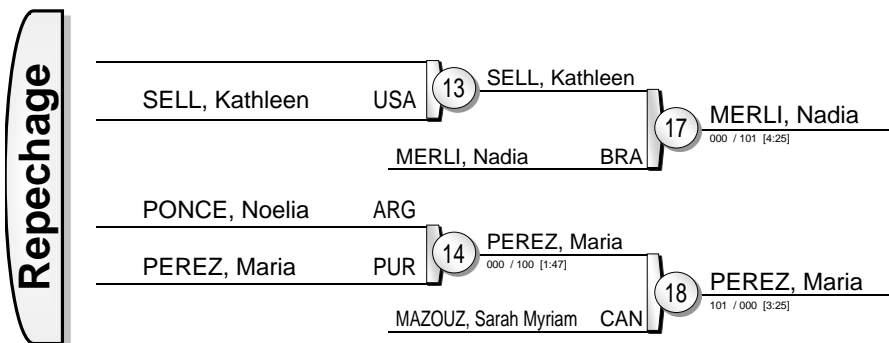 Repechage
SELL, Kathleen USA
13
SELL, Kathleen
MERLI, Nadia BRA
17
MERLI, Nadia
000 / 101 [4:25]
PONCE, Noelia ARG
PEREZ, Maria PUR
14
PEREZ, Maria
000 / 100 [1:47]
MAZOUZ, Sarah Myriam CAN
18
PEREZ, Maria
101 / 000 [3:25]